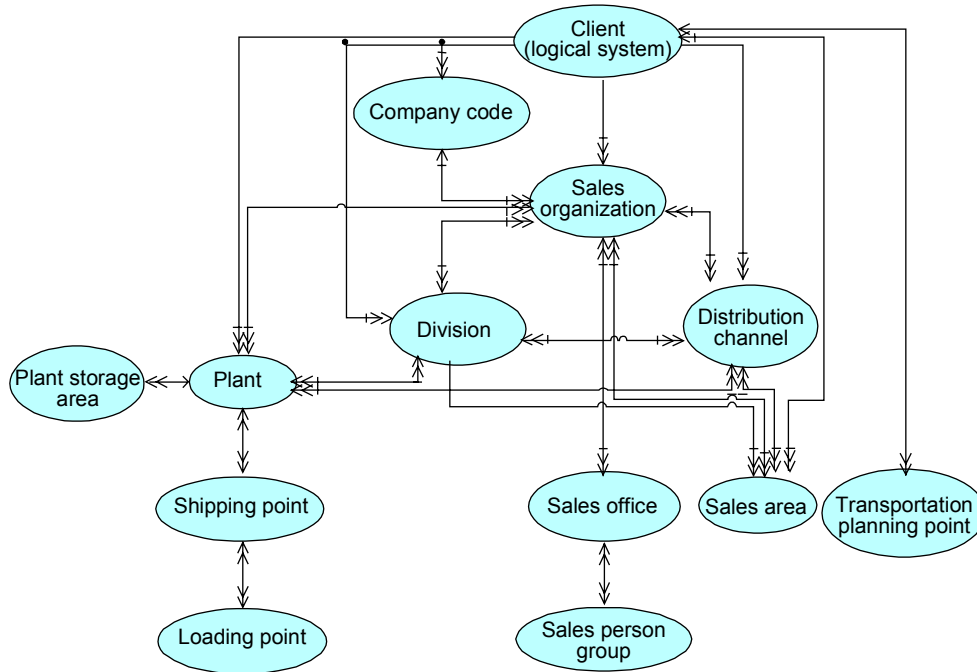 Client
(logical system)
Company code
Sales
organization
Division
Distribution
channel
Plant storage
area
Plant
Shipping point
Sales office
Sales area
Transportation
planning point
Loading point
Sales person
group